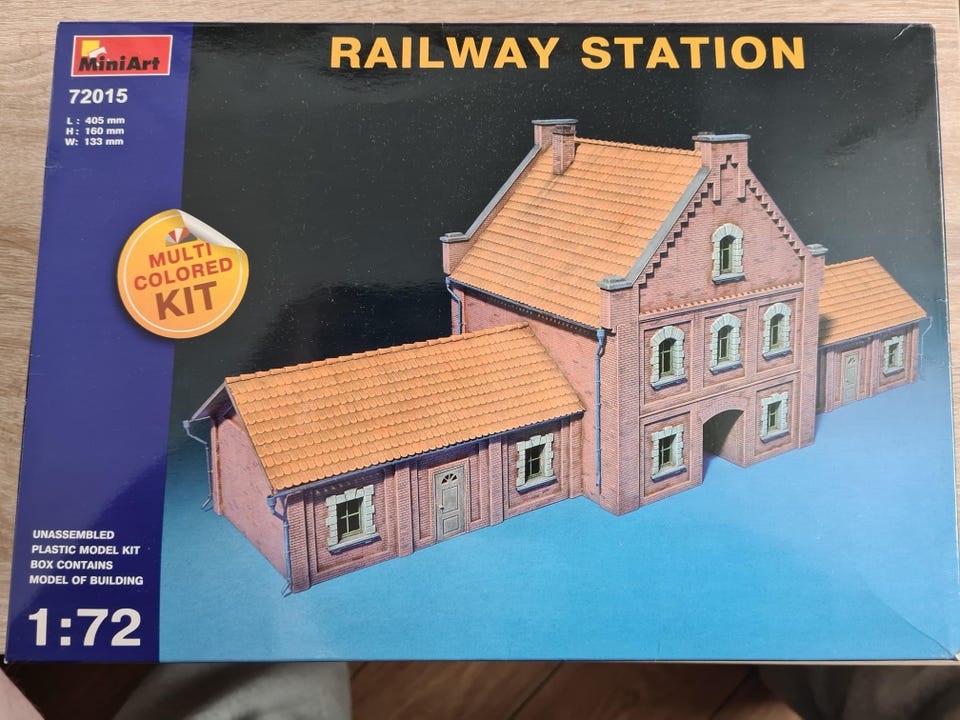 MiniArt
RAILWAY STATION
72015
L : 405 mm
H : 160 mm
W: 133 mm
MULTI
COLORED
KIT
UNASSEMBLED
PLASTIC MODEL KIT
BOX CONTAINS
MODEL OF BUILDING
1:72